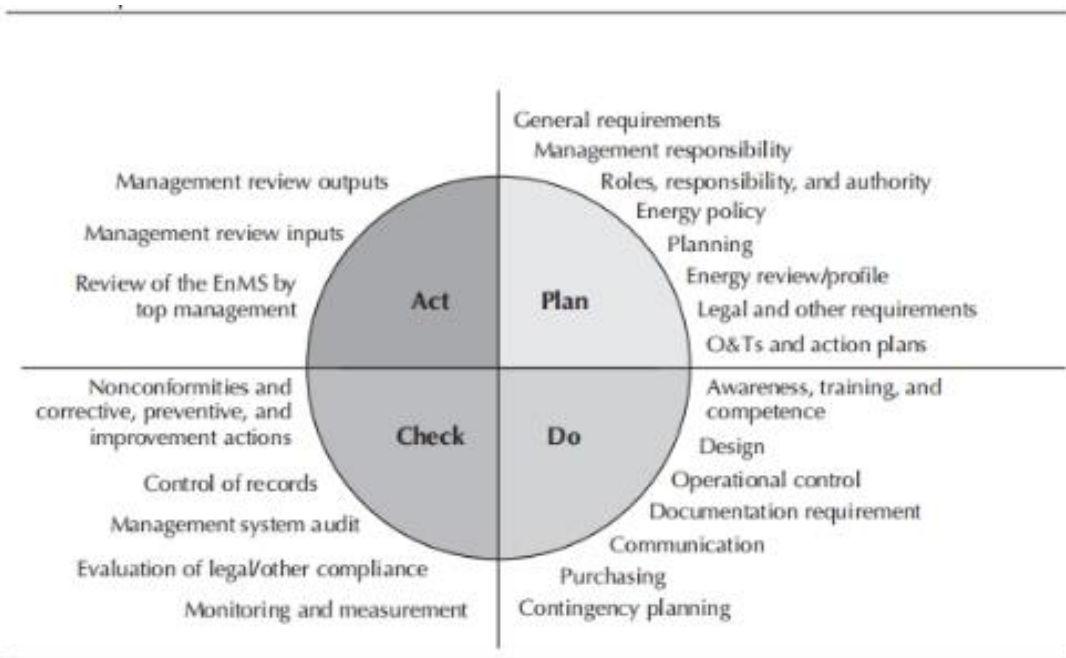 General requirements
Management responsibility
Roles, responsibility, and authority
Energy policy
Planning
Energy review/profile
Legal and other requirements
O&Ts and action plans
Plan
Awareness, training, and
competence
Design
Operational control
Documentation requirement
Communication
Purchasing
Contingency planning
Do
Nonconformities and
corrective, preventive, and
improvement actions
Control of records
Management system audit
Evaluation of legal/other compliance
Monitoring and measurement
Check
Management review outputs
Management review inputs
Review of the EnMS by
top management
Act